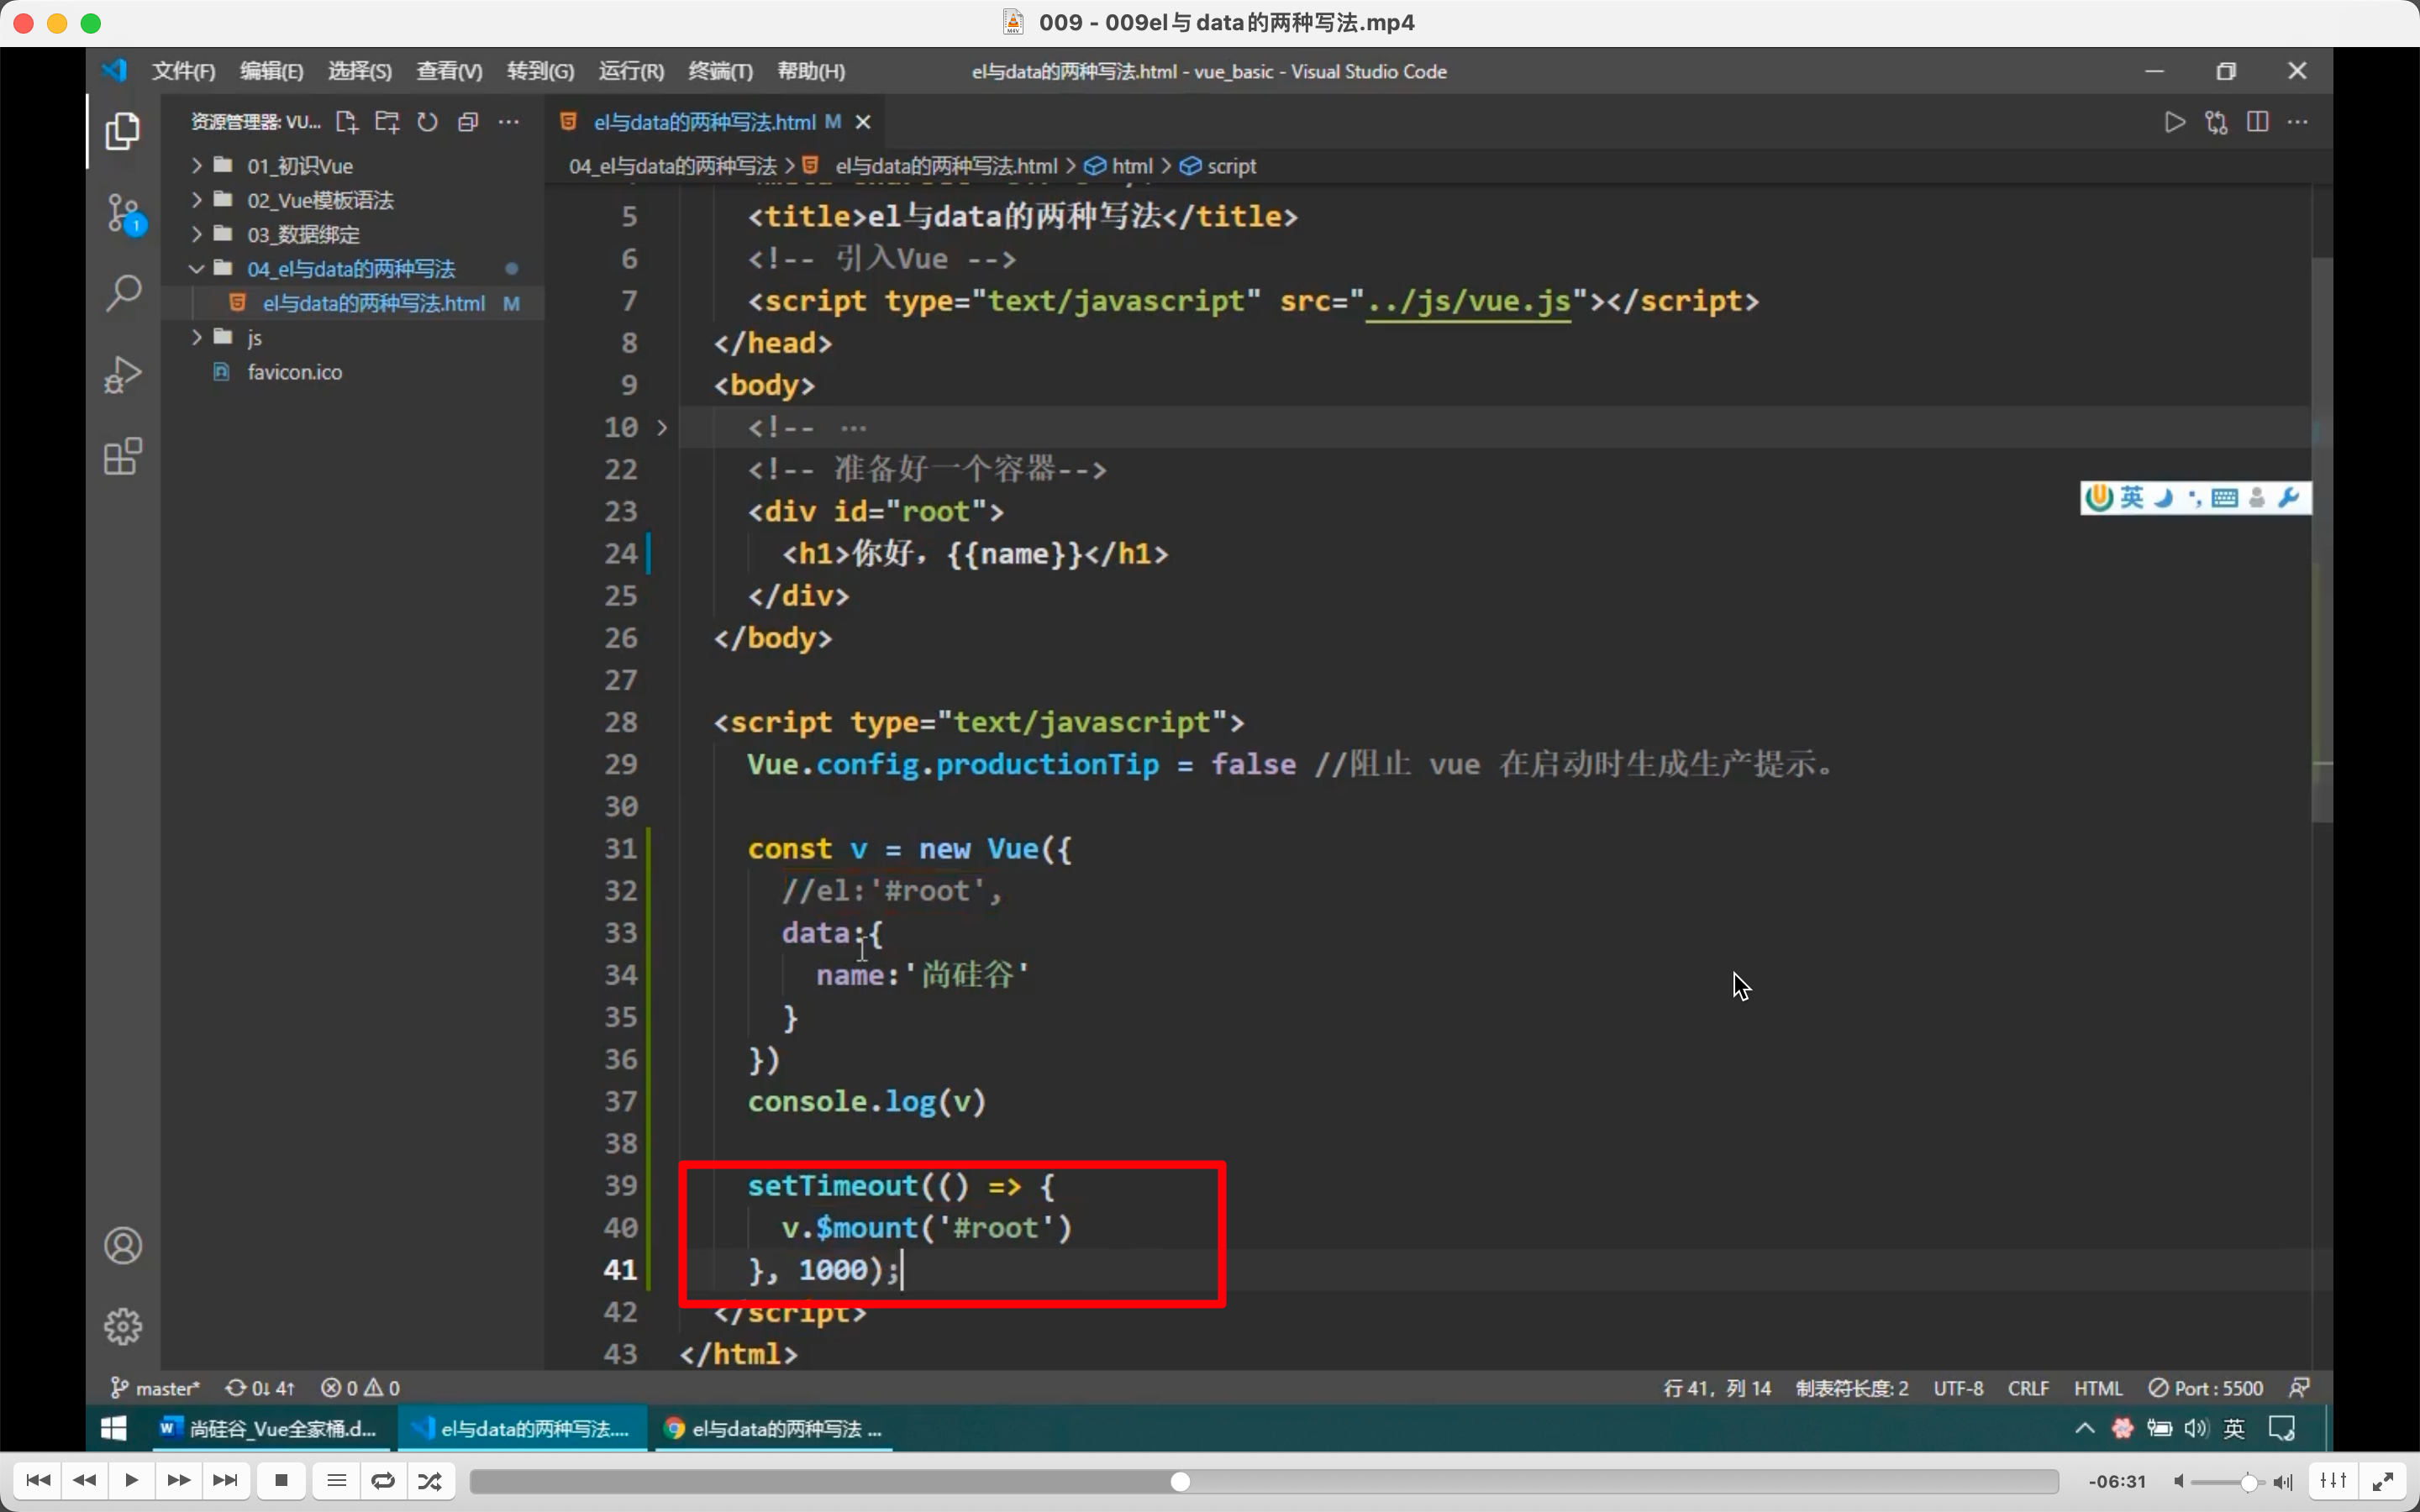 009 - 009el与data的两种写法.mp4
文件(F) 编辑(E) 选择(S) 查看(V) 转到(G) 运行(R) 终端(T) 帮助(H) el与data的两种写法.html - vue_basic - Visual Studio Code
资源管理器: VU...
el与data的两种写法.html M
01_初识Vue
02_Vue模板语法
03_数据绑定
04_el与data的两种写法
el与data的两种写法.html M
js
favicon.ico
1
04_el与data的两种写法 > el与data的两种写法.html > html > script
5 <title>el与data的两种写法</title>
6 <!-- 引入Vue -->
7 <script type="text/javascript" src="../js/vue.js"></script>
8 </head>
9 <body>
10 <!-- ...
22 <!-- 准备好一个容器-->
23 <div id="root">
24 <h1>你好，{{name}}</h1>
25 </div>
26 </body>
27
28 <script type="text/javascript">
29 Vue.config.productionTip = false //阻止 vue 在启动时生成生产提示。
30
31 const v = new Vue({
32 //el:'#root',
33 data:{
34 name:'尚硅谷'
35 }
36 })
37 console.log(v)
38
39 setTimeout(() => {
40 v.$mount('#root')
41 }, 1000);
42 </script>
43 </html>
英
master* 0↓ 4↑ 0 0 行 41，列 14 制表符长度: 2 UTF-8 CRLF HTML Port : 5500
尚硅谷_Vue全家桶.d... el与data的两种写法.... el与data的两种写法 ... 英
-06:31